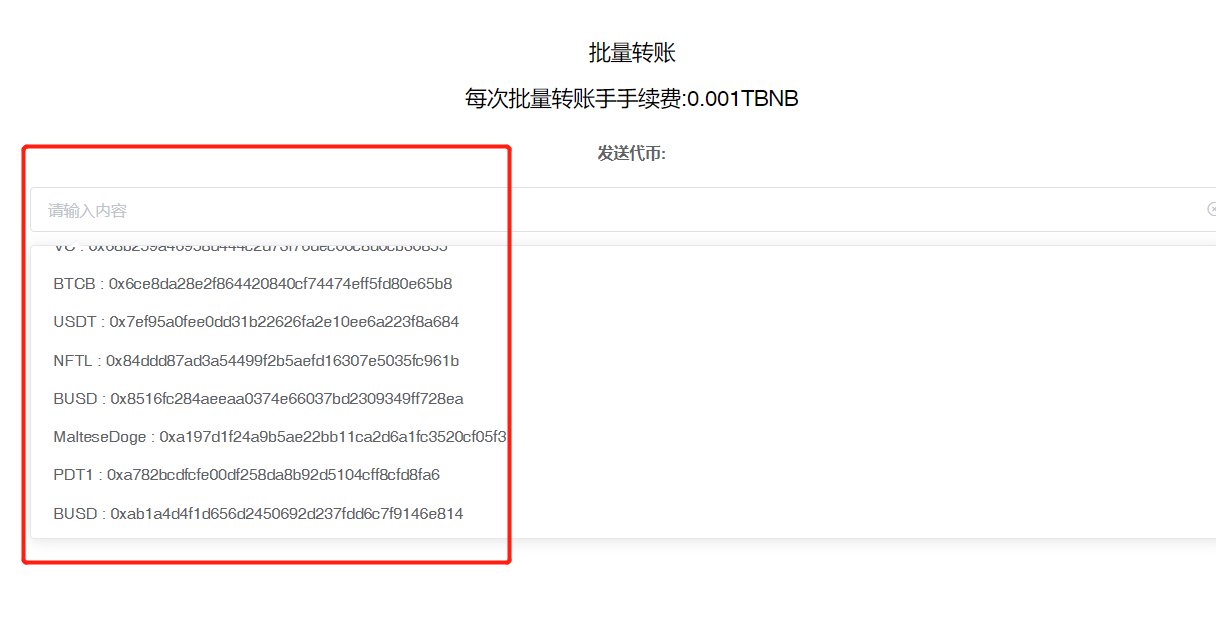 批量转账
每次批量转账手手续费:0.001TBNB
发送代币:
请输入内容
BTCB : 0x6ce8da28e2f864420840cf74474eff5fd80e65b8
USDT : 0x7ef95a0fee0dd31b22626fa2e10ee6a223f8a684
NFTL : 0x84ddd87ad3a54499f2b5aefd16307e5035fc961b
BUSD : 0x8516fc284aeeaa0374e66037bd2309349ff728ea
MalteseDoge : 0xa197d1f24a9b5ae22bb11ca2d6a1fc3520cf05f3
PDT1 : 0xa782bcdfcfe00df258da8b92d5104cff8cfd8fa6
BUSD : 0xab1a4d4f1d656d2450692d237fdd6c7f9146e814